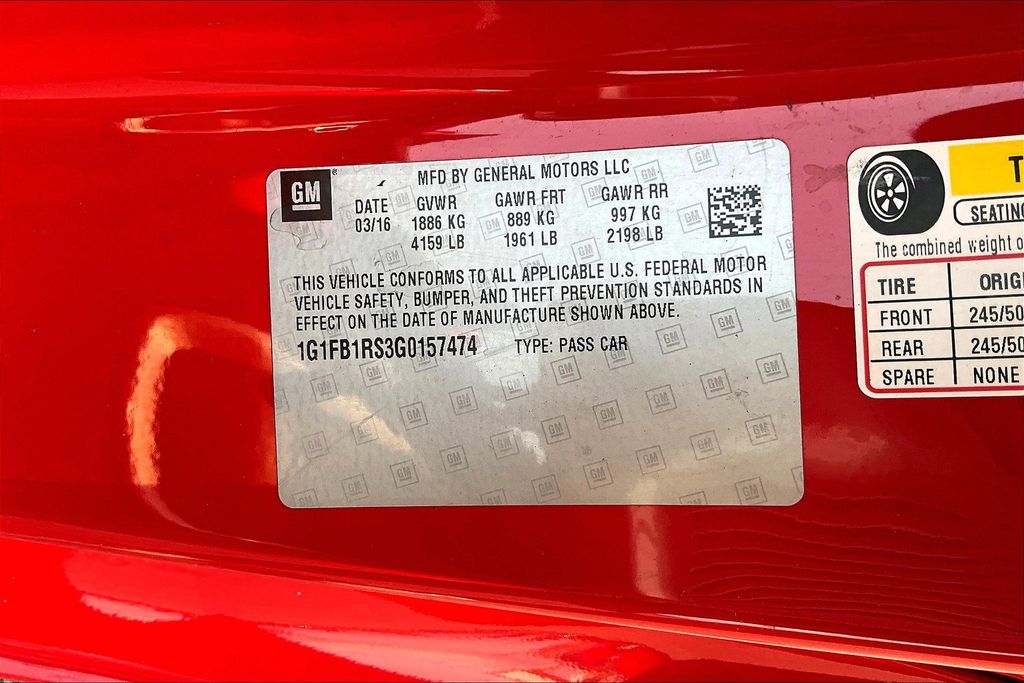 GM
MFD BY GENERAL MOTORS LLC
DATE GVWR GAWR FRT GAWR RR
03/16 1886 KG 889 KG 997 KG
4159 LB 1961 LB 2198 LB
THIS VEHICLE CONFORMS TO ALL APPLICABLE U.S. FEDERAL MOTOR
VEHICLE SAFETY, BUMPER, AND THEFT PREVENTION STANDARDS IN
EFFECT ON THE DATE OF MANUFACTURE SHOWN ABOVE.
1G1FB1RS3G0157474 TYPE: PASS CAR
T
SEATING
The combined weight o
TIRE ORIG
FRONT 245/50
REAR 245/50
SPARE NONE